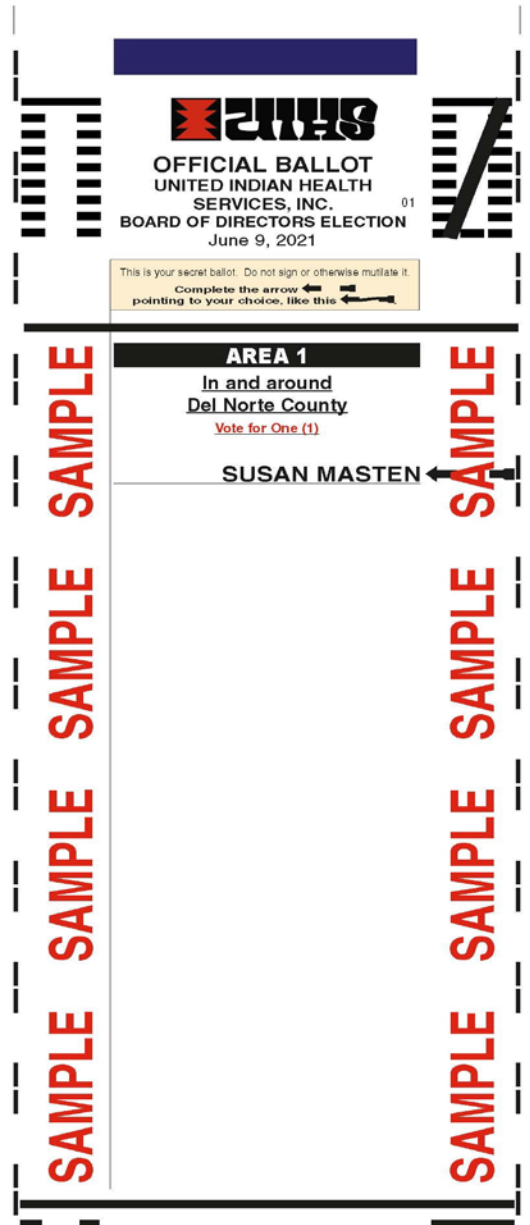 OFFICIAL BALLOT
UNITED INDIAN HEALTH
SERVICES, INC.
01
BOARD OF DIRECTORS ELECTION
June 9, 2021
This is your secret ballot. Do not sign or otherwise mutilate it.
Complete the arrow
pointing to your choice, like this
AREA 1
In and around
Del Norte County
Vote for One (1)
SUSAN MASTEN
SAMPLE
SAMPLE
SAMPLE
SAMPLE
SAMPLE
SAMPLE
SAMPLE
SAMPLE